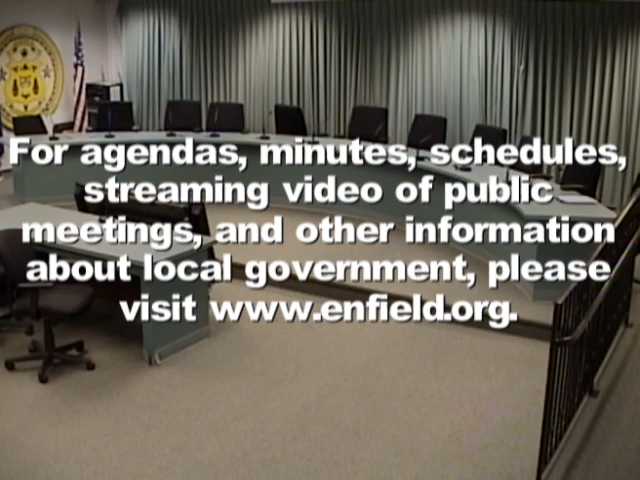 For agendas, minutes, schedules,
streaming video of public
meetings, and other information
about local government, please
visit www.enfield.org.